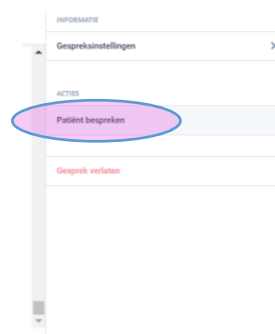 INFORMATIE
Gespreksinstellingen
ACTIES
Patiënt bespreken
Gesprek verlaten